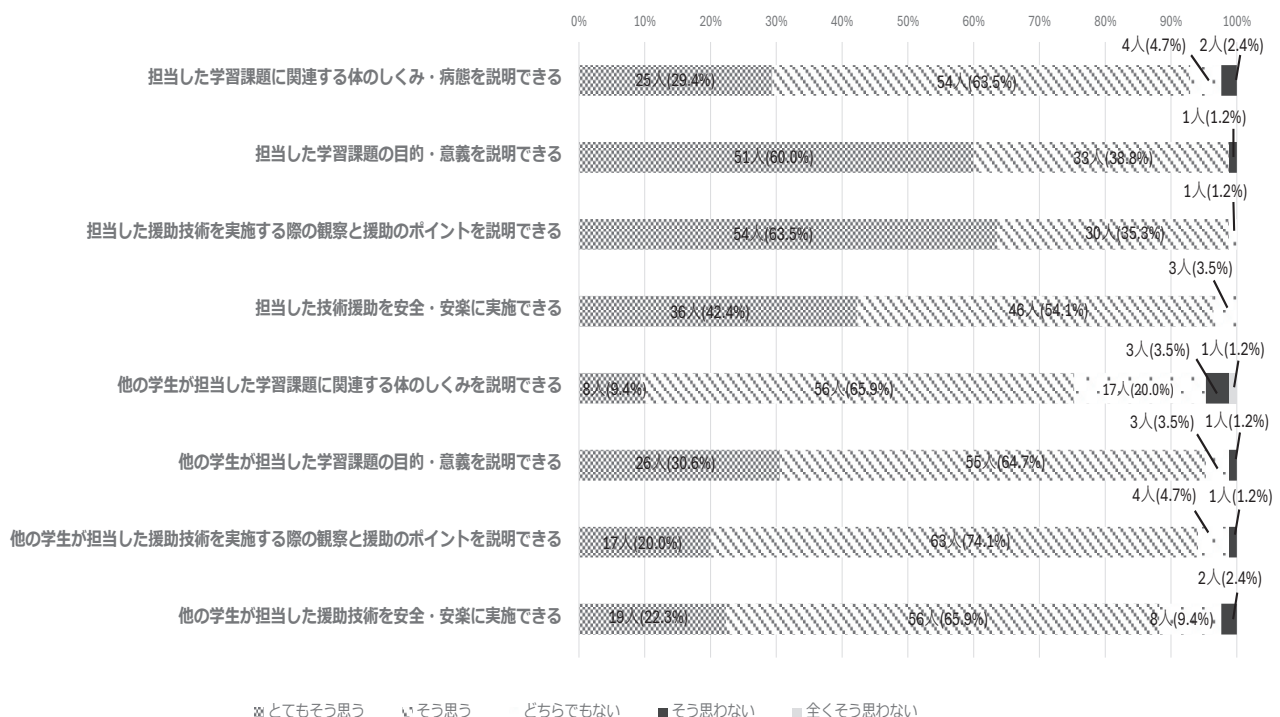 0% 10% 20% 30% 40% 50% 60% 70% 80% 90% 100%
4人(4.7%) 2人(2.4%)
担当した学習課題に関連する体のしくみ・病態を説明できる 25人(29.4%) 54人(63.5%)
1人(1.2%)
担当した学習課題の目的・意義を説明できる 51人(60.0%) 33人(38.8%)
1人(1.2%)
担当した援助技術を実施する際の観察と援助のポイントを説明できる 54人(63.5%) 30人(35.3%)
3人(3.5%)
担当した技術援助を安全・安楽に実施できる 36人(42.4%) 46人(54.1%)
3人(3.5%) 1人(1.2%)
他の学生が担当した学習課題に関連する体のしくみを説明できる 8人(9.4%) 56人(65.9%) 17人(20.0%)
3人(3.5%) 1人(1.2%)
他の学生が担当した学習課題の目的・意義を説明できる 26人(30.6%) 55人(64.7%)
4人(4.7%) 1人(1.2%)
他の学生が担当した援助技術を実施する際の観察と援助のポイントを説明できる 17人(20.0%) 63人(74.1%)
2人(2.4%)
他の学生が担当した援助技術を安全・安楽に実施できる 19人(22.3%) 56人(65.9%) 8人(9.4%)
とてもそう思う そう思う どちらでもない そう思わない 全くそう思わない